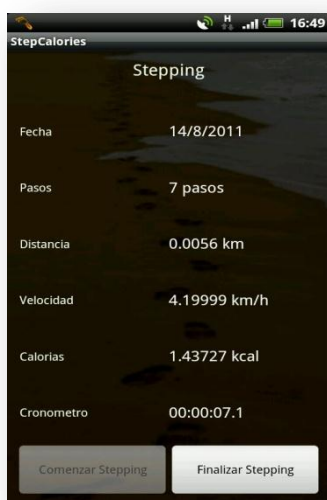 H 16:49
StepCalories
Stepping
Fecha 14/8/2011
Pasos 7 pasos
Distancia 0.0056 km
Velocidad 4.19999 km/h
Calorias 1.43727 kcal
Cronometro 00:00:07.1
Comenzar Stepping Finalizar Stepping